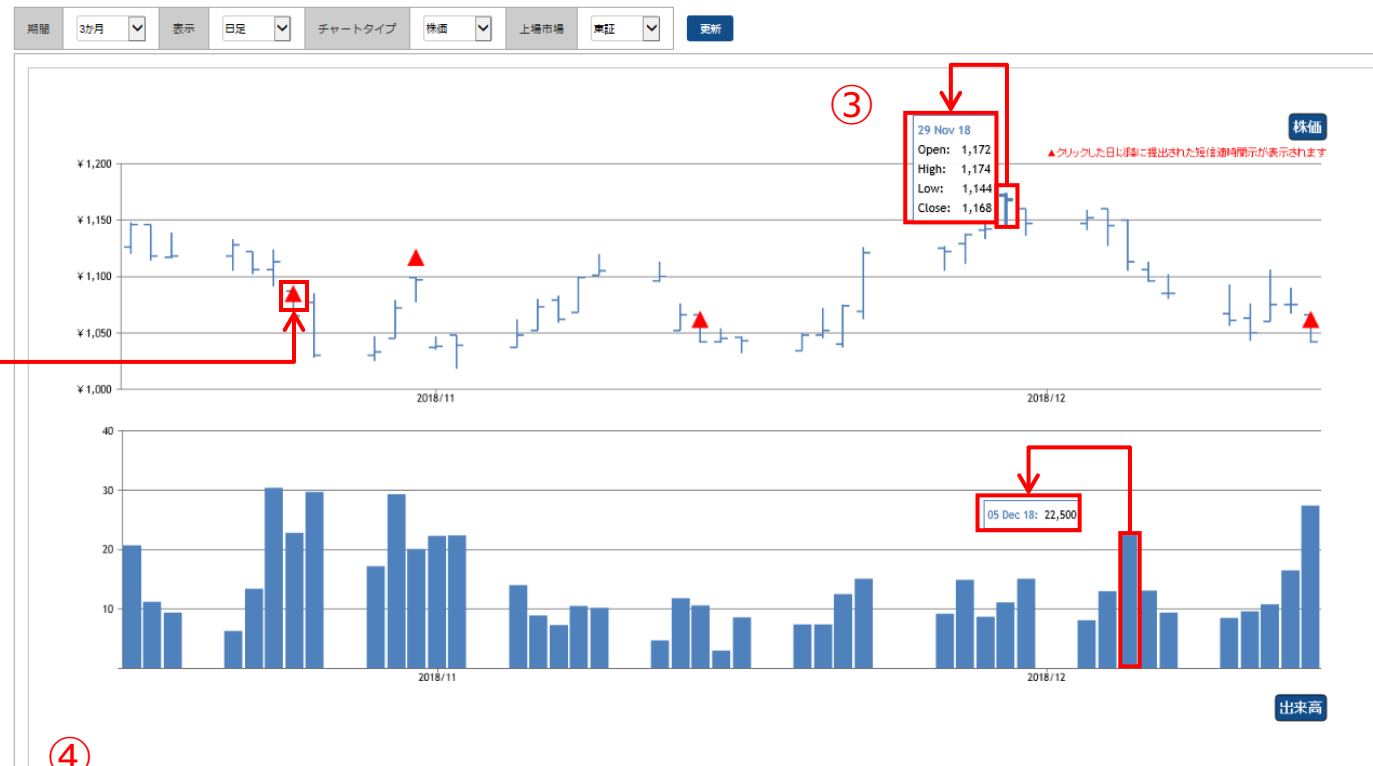 期間 3か月 表示 日足 チャートタイプ 株価 上場市場 東証 更新
③
株価
29 Nov 18
Open: 1,172
High: 1,174
Low: 1,144
Close: 1,168
▲クリックした日以降に提出された短信適時開示が表示されます
¥1,200
¥1,150
¥1,100
¥1,050
¥1,000
2018/11 2018/12
40
30
20
10
05 Dec 18: 22,500
2018/11 2018/12
出来高
④